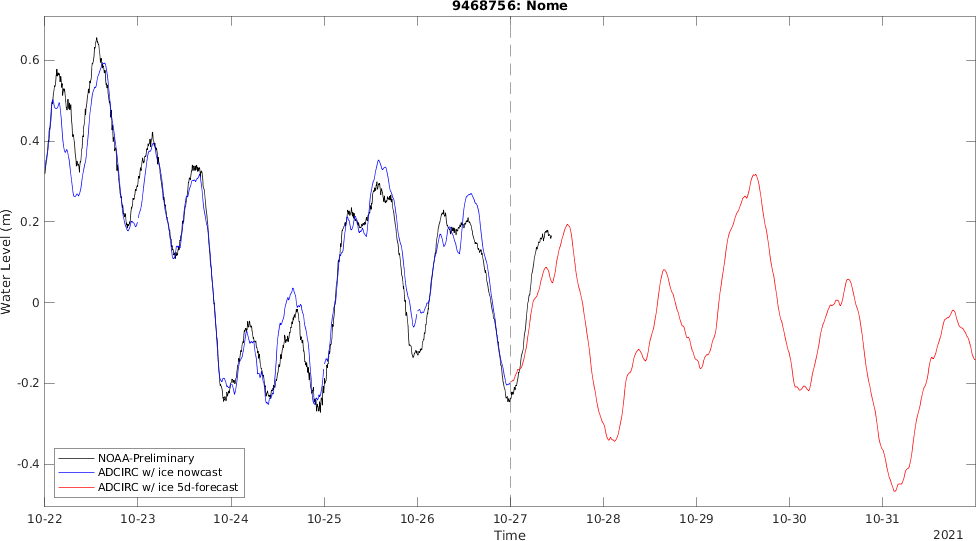 9468756: Nome
Water Level (m)
0.6
0.4
0.2
0
-0.2
-0.4
NOAA-Preliminary
ADCIRC w/ ice nowcast
ADCIRC w/ ice 5d-forecast
10-22 10-23 10-24 10-25 10-26 10-27 10-28 10-29 10-30 10-31
Time
2021